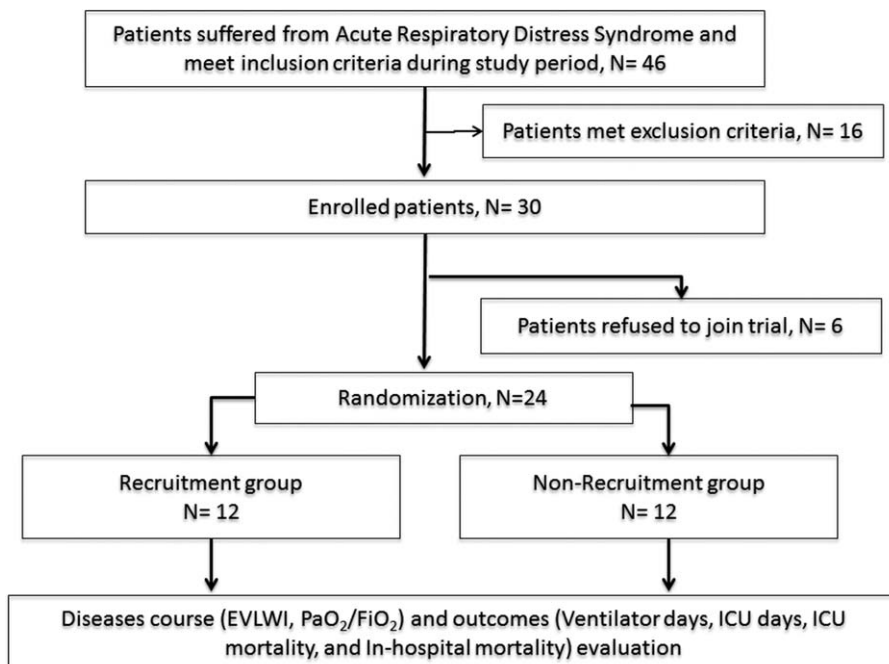 Patients suffered from Acute Respiratory Distress Syndrome and
meet inclusion criteria during study period, N= 46
Patients met exclusion criteria, N= 16
Enrolled patients, N= 30
Patients refused to join trial, N= 6
Randomization, N=24
Recruitment group
N= 12
Non-Recruitment group
N= 12
Diseases course (EVLWI, PaO₂/FiO₂) and outcomes (Ventilator days, ICU days, ICU
mortality, and In-hospital mortality) evaluation